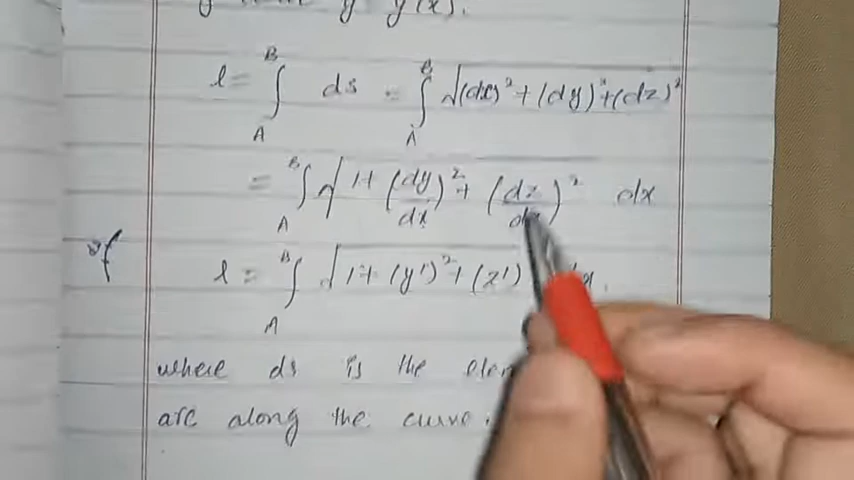 y = y(x).
l = ∫_A^B ds = ∫_A^B √(dx)² + (dy)² + (dz)²
= ∫_A^B √1 + (dy/dx)² + (dz/dx)² dx
l = ∫_A^B √1 + (y')² + (z') dx.
where ds is the
arc along the curve